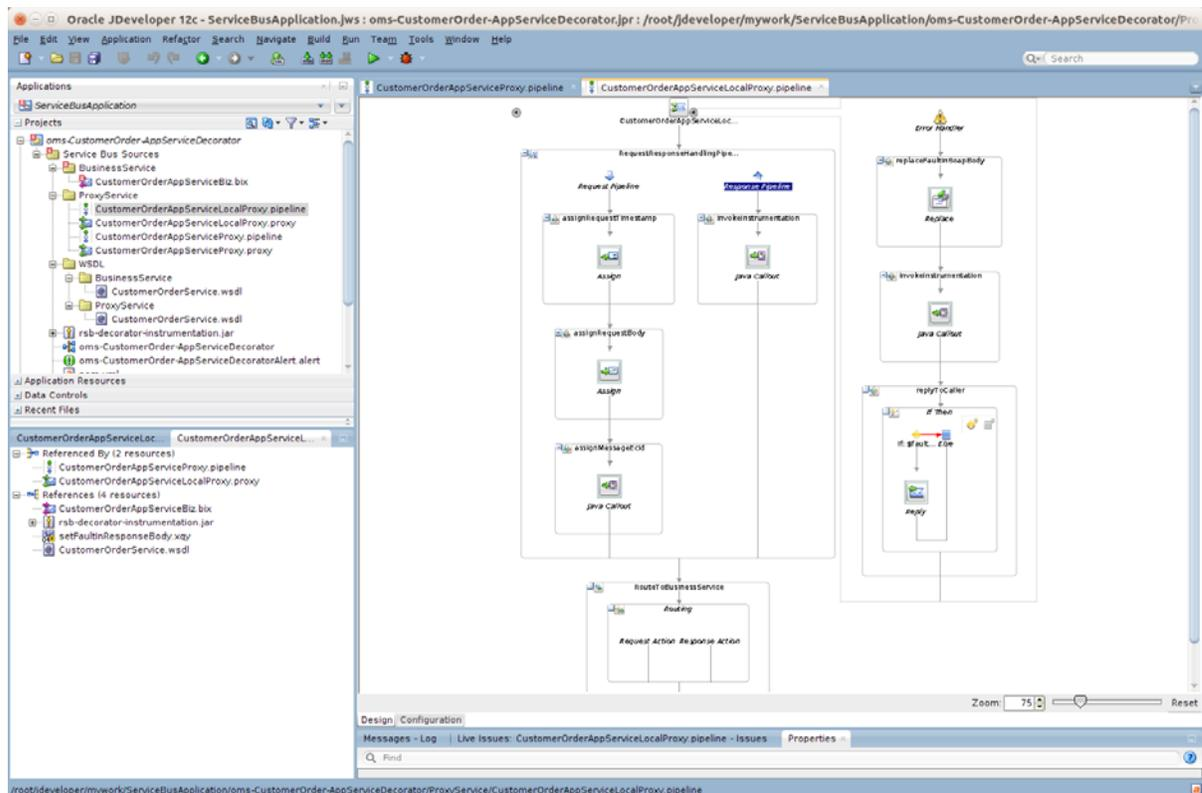 Oracle JDeveloper 12c - ServiceBusApplication.jws : oms-CustomerOrder-AppServiceDecorator.jpr : /root/jdeveloper/mywork/ServiceBusApplication/oms-CustomerOrder-AppServiceDecorator/Pro
File Edit View Application Refactor Search Navigate Build Run Team Tools Window Help
Search
Applications
ServiceBusApplication
Projects
oms-CustomerOrder-AppServiceDecorator
Service Bus Sources
BusinessService
CustomerOrderAppServiceBiz.bix
ProxyService
CustomerOrderAppServiceLocalProxy.pipeline
CustomerOrderAppServiceLocalProxy.proxy
CustomerOrderAppServiceProxy.pipeline
CustomerOrderAppServiceProxy.proxy
WSDL
BusinessService
CustomerOrderService.wsdl
ProxyService
CustomerOrderService.wsdl
rsb-decorator-instrumentation.jar
oms-CustomerOrder-AppServiceDecorator
oms-CustomerOrder-AppServiceDecoratorAlert.alert
Application Resources
Data Controls
Recent Files
CustomerOrderAppServiceLoc... CustomerOrderAppServiceL...
Referenced By (2 resources)
CustomerOrderAppServiceProxy.pipeline
CustomerOrderAppServiceLocalProxy.proxy
References (4 resources)
CustomerOrderAppServiceBiz.bix
rsb-decorator-instrumentation.jar
setFaultInResponseBody.xqy
CustomerOrderService.wsdl
CustomerOrderAppServiceProxy.pipeline CustomerOrderAppServiceLocalProxy.pipeline
CustomerOrderAppServiceLoc...
RequestResponseHandlingPipe...
Request Pipeline
Response Pipeline
assignRequestTimestamp
Assign
invokeInstrumentation
Java Callout
assignRequestBody
Assign
assignMessageEcid
Java Callout
RouteToBusinessService
Routing
Request Action Response Action
Error Handler
replaceFaultInSoapBody
Replace
invokeInstrumentation
Java Callout
replyToCaller
If Then
If: $fault... Else
Reply
Zoom: 75 Reset
Design Configuration
Messages - Log Live Issues: CustomerOrderAppServiceLocalProxy.pipeline - Issues Properties
Find
/root/jdeveloper/mywork/ServiceBusApplication/oms-CustomerOrder-AppServiceDecorator/ProxyService/CustomerOrderAppServiceLocalProxy.pipeline